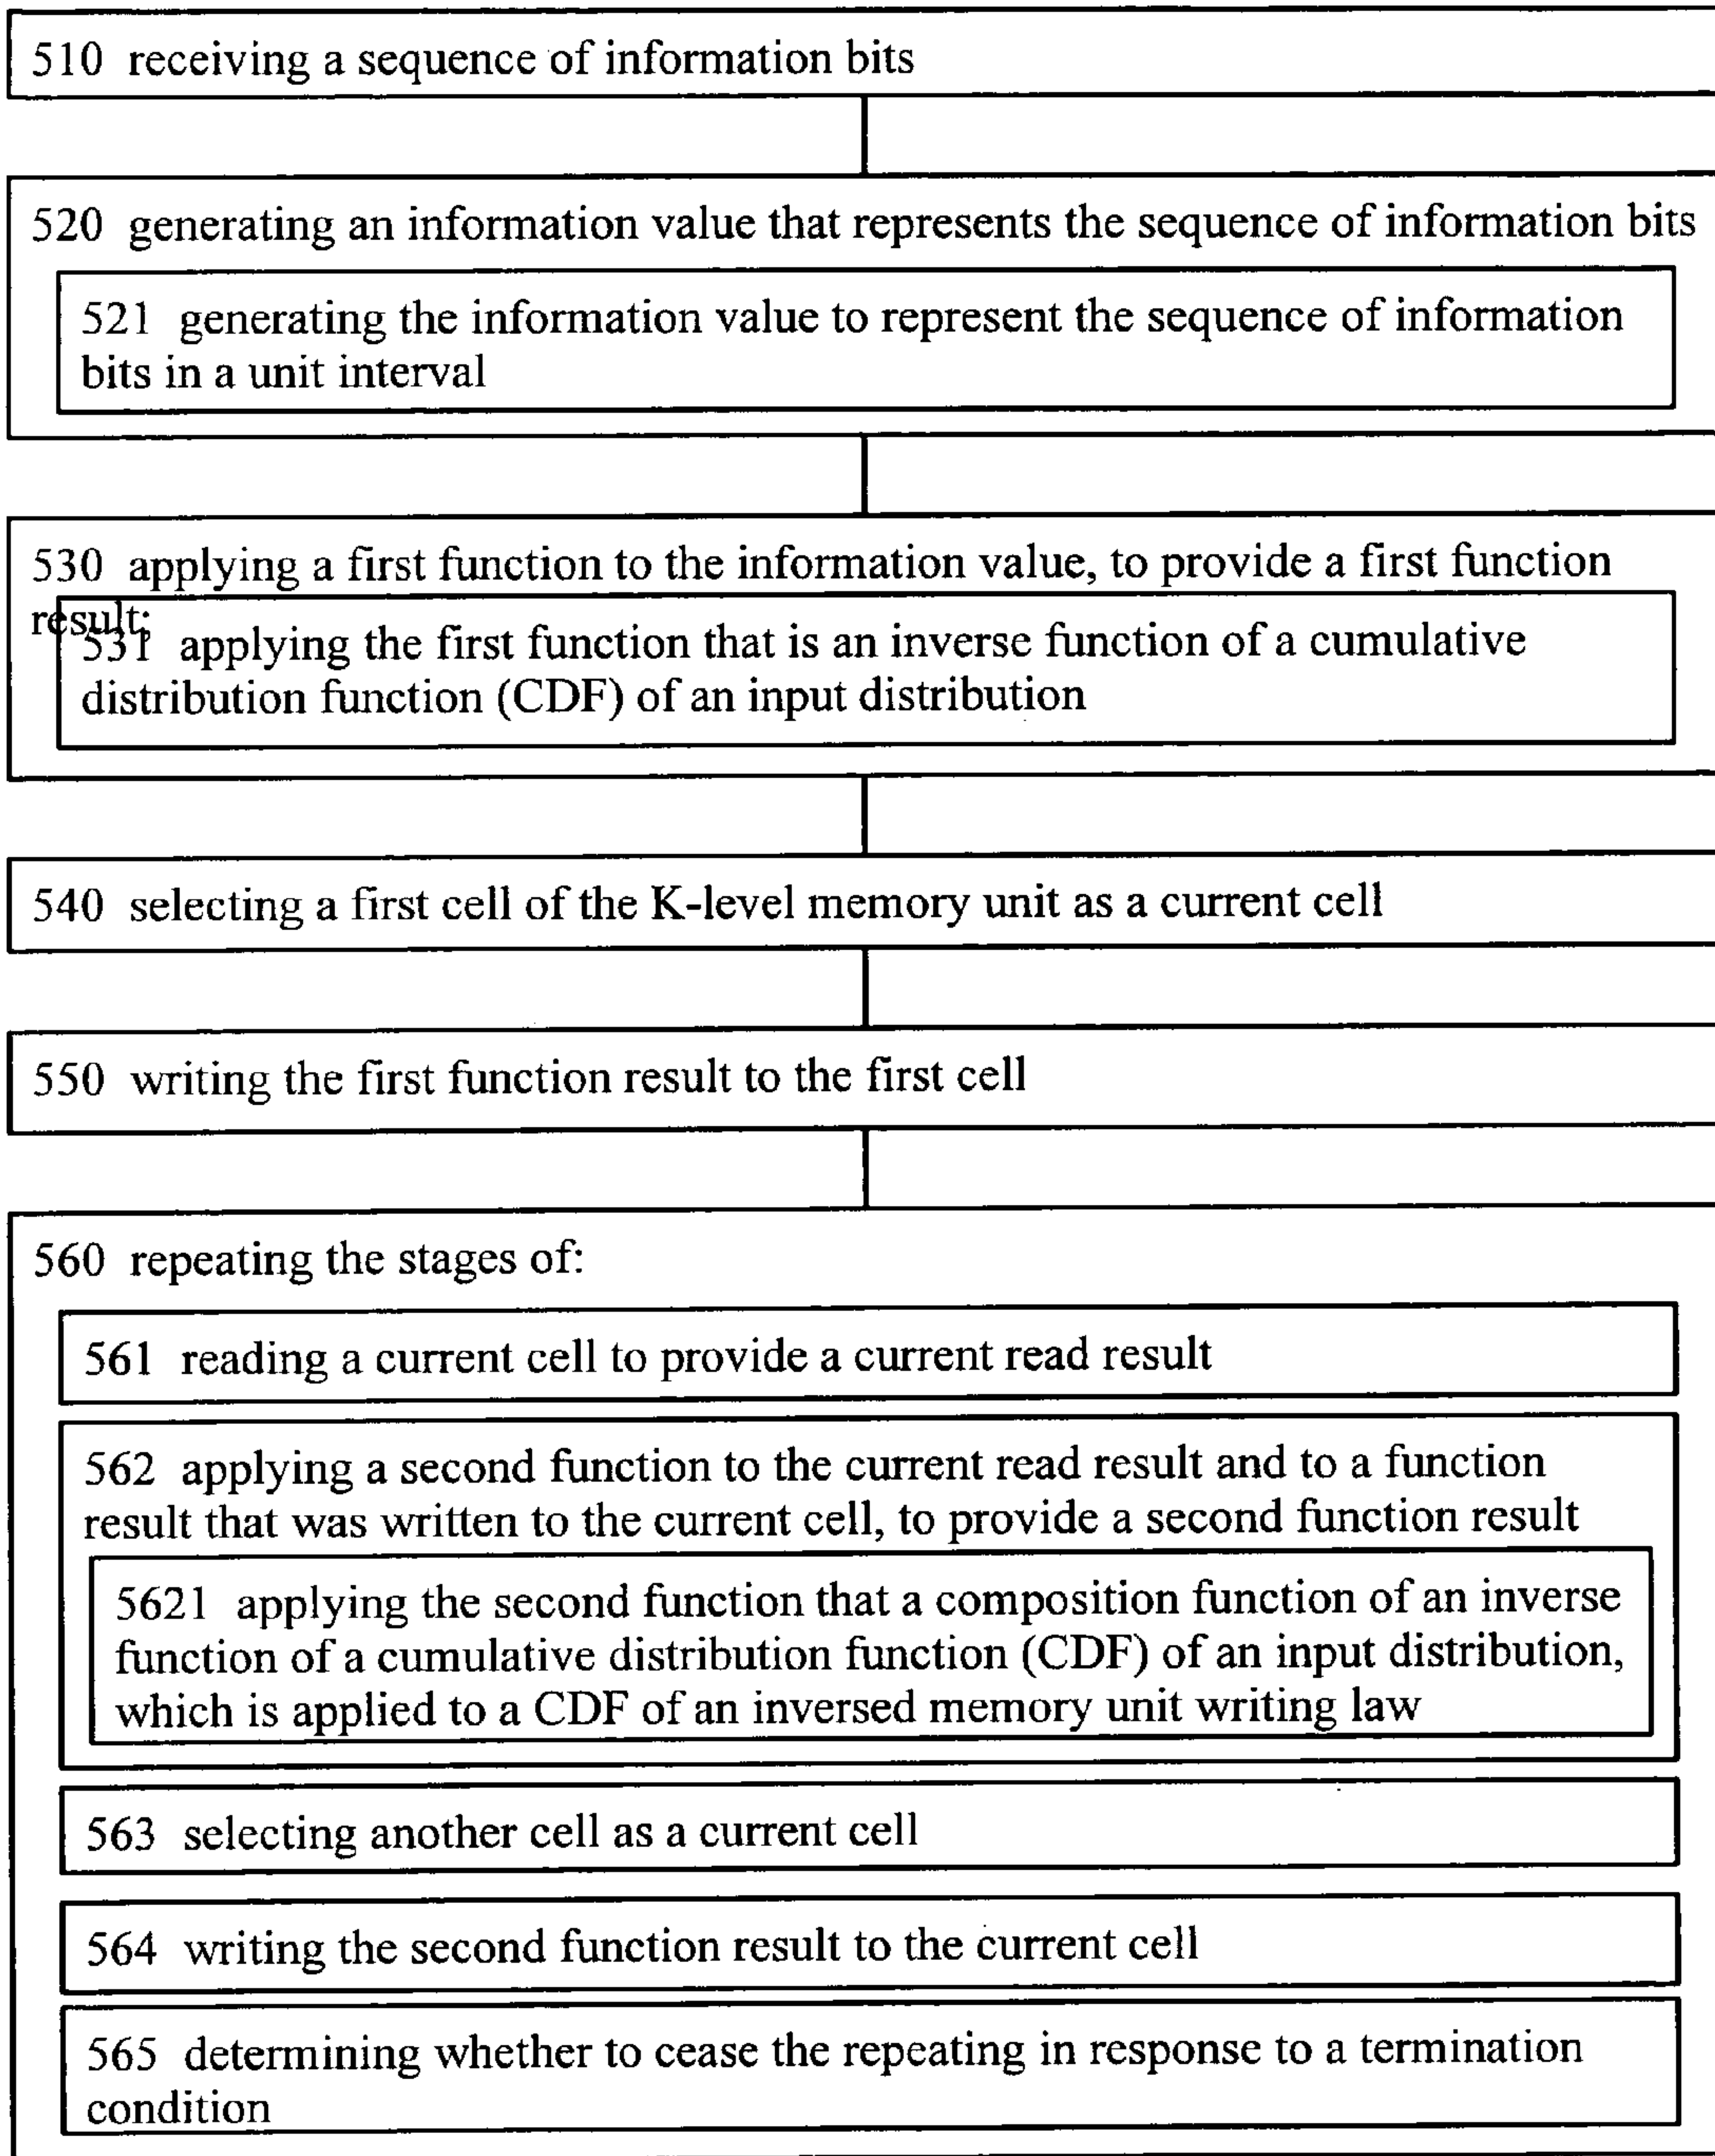 510 receiving a sequence of information bits
520 generating an information value that represents the sequence of information bits
521 generating the information value to represent the sequence of information
bits in a unit interval
530 applying a first function to the information value, to provide a first function
result;
531 applying the first function that is an inverse function of a cumulative
distribution function (CDF) of an input distribution
540 selecting a first cell of the K-level memory unit as a current cell
550 writing the first function result to the first cell
560 repeating the stages of:
561 reading a current cell to provide a current read result
562 applying a second function to the current read result and to a function
result that was written to the current cell, to provide a second function result
5621 applying the second function that a composition function of an inverse
function of a cumulative distribution function (CDF) of an input distribution,
which is applied to a CDF of an inversed memory unit writing law
563 selecting another cell as a current cell
564 writing the second function result to the current cell
565 determining whether to cease the repeating in response to a termination
condition